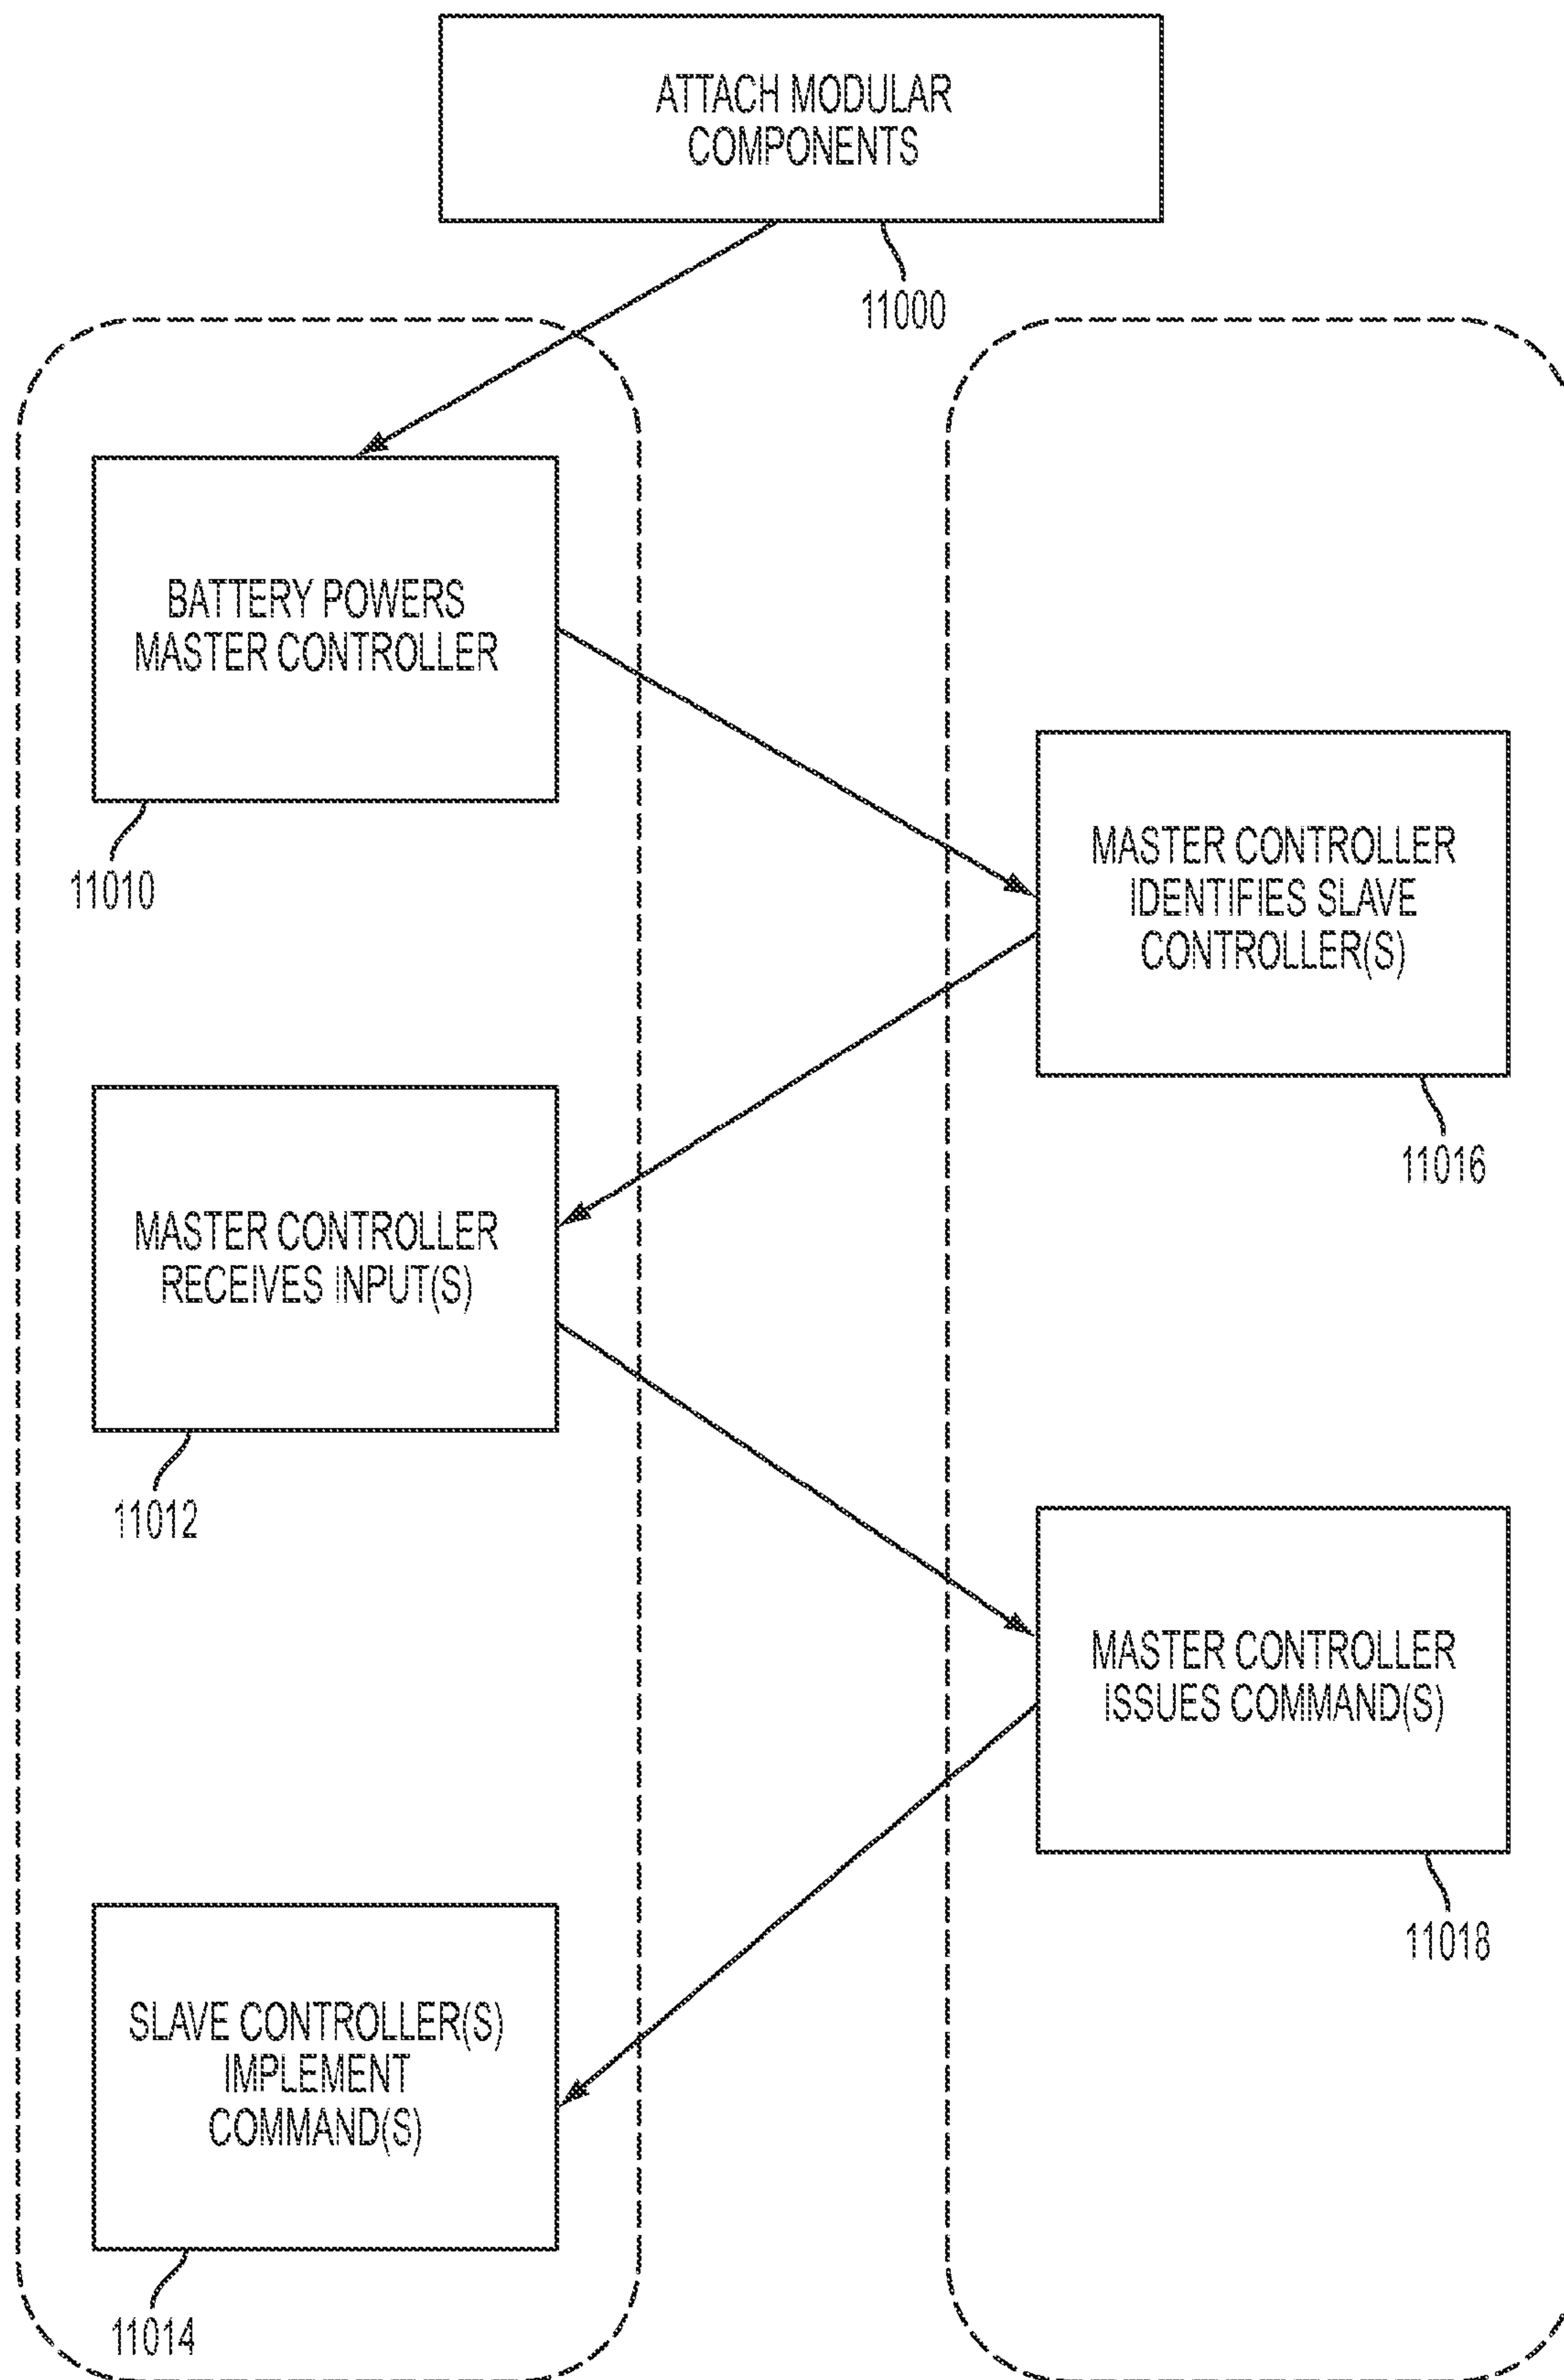 ATTACH MODULAR
COMPONENTS
11000
BATTERY POWERS
MASTER CONTROLLER
11010
MASTER CONTROLLER
IDENTIFIES SLAVE
CONTROLLER(S)
11016
MASTER CONTROLLER
RECEIVES INPUT(S)
11012
MASTER CONTROLLER
ISSUES COMMAND(S)
11018
SLAVE CONTROLLER(S)
IMPLEMENT
COMMAND(S)
11014